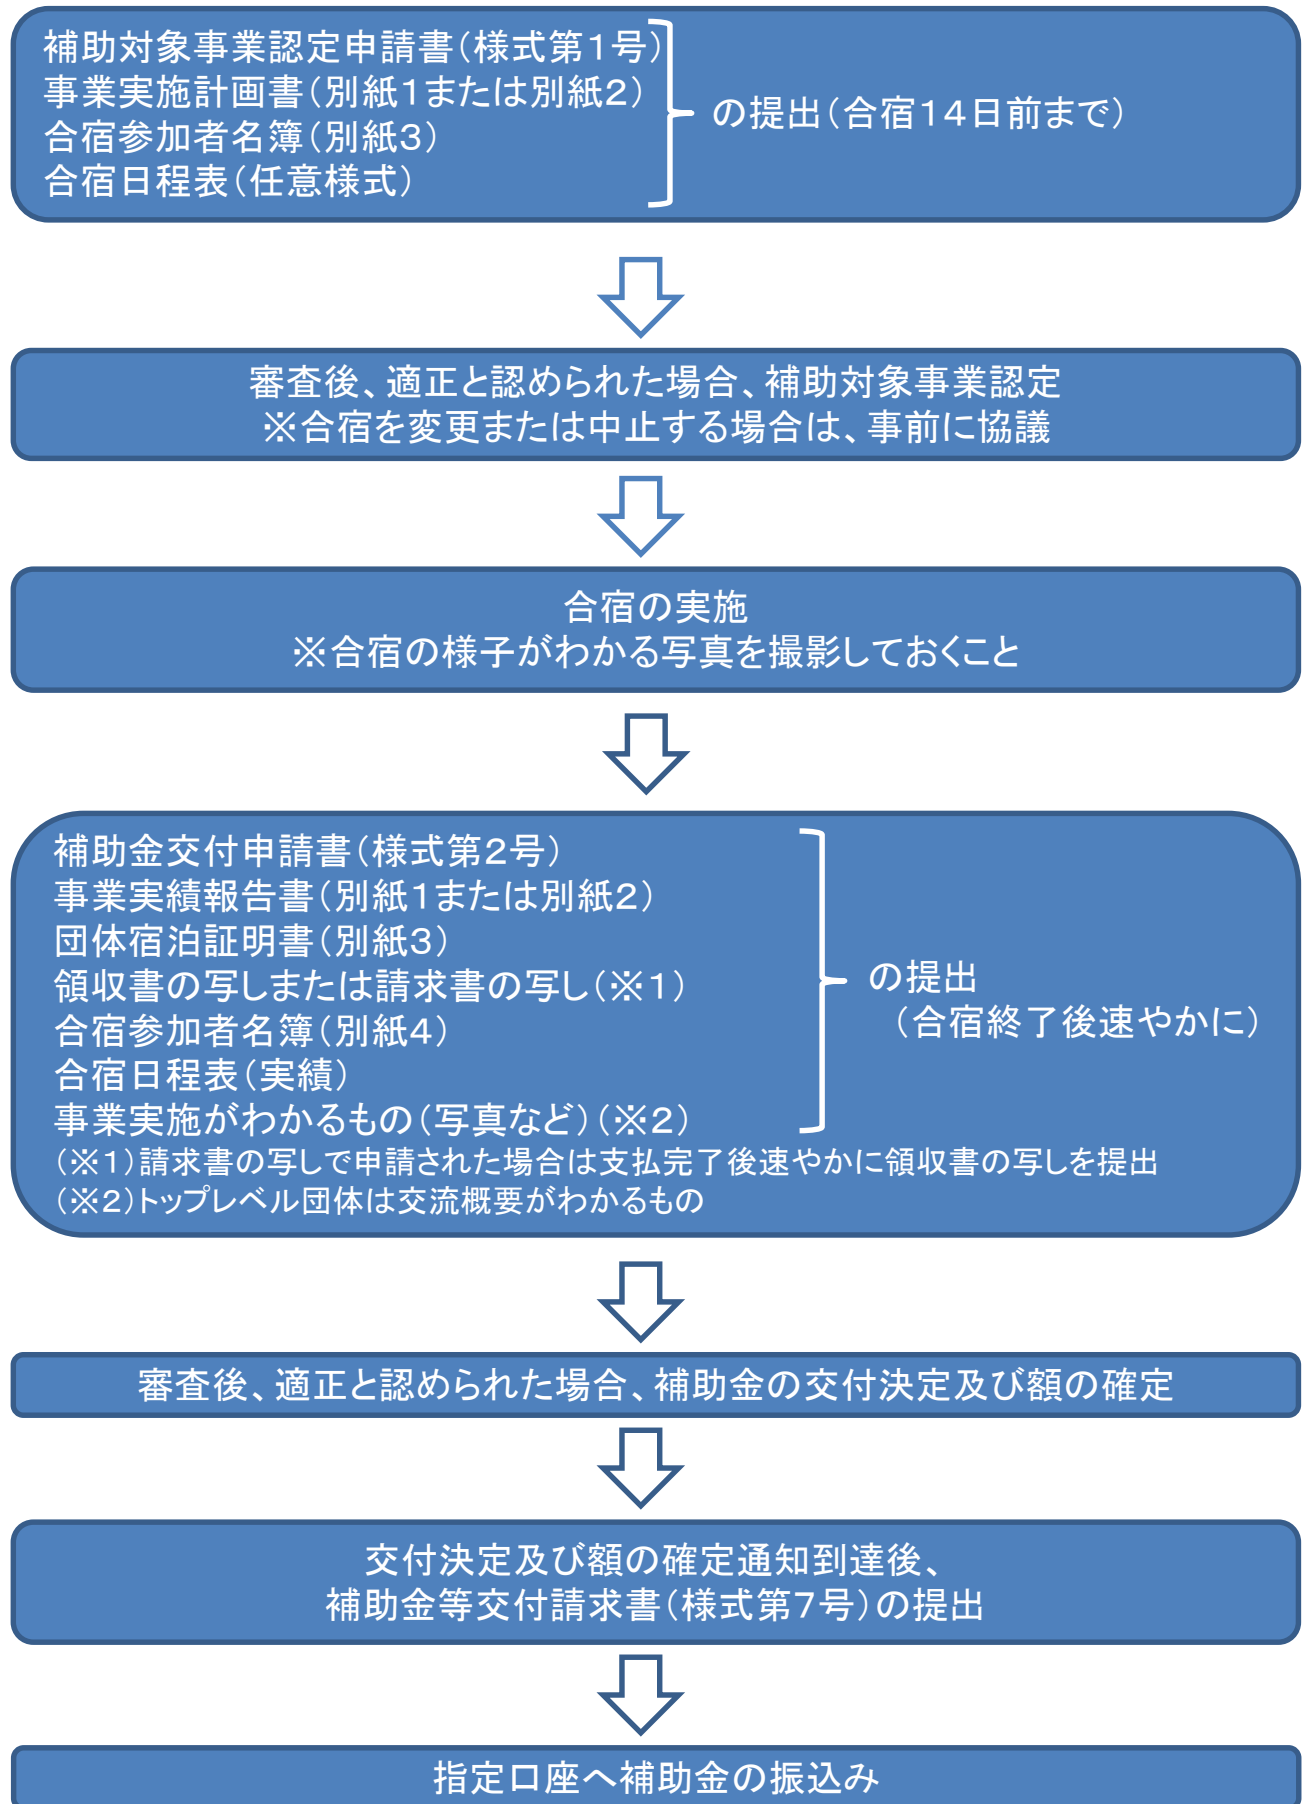 補助対象事業認定申請書（様式第１号）
事業実施計画書（別紙１または別紙２）
合宿参加者名簿（別紙３）
合宿日程表（任意様式）
の提出（合宿１４日前まで）
審査後、適正と認められた場合、補助対象事業認定
※合宿を変更または中止する場合は、事前に協議
合宿の実施
※合宿の様子がわかる写真を撮影しておくこと
補助金交付申請書（様式第２号）
事業実績報告書（別紙１または別紙２）
団体宿泊証明書（別紙３）
領収書の写しまたは請求書の写し（※１）
合宿参加者名簿（別紙４）
合宿日程表（実績）
事業実施がわかるもの（写真など）（※２）
の提出
（合宿終了後速やかに）
（※１）請求書の写しで申請された場合は支払完了後速やかに領収書の写しを提出
（※２）トップレベル団体は交流概要がわかるもの
審査後、適正と認められた場合、補助金の交付決定及び額の確定
交付決定及び額の確定通知到達後、
補助金等交付請求書（様式第７号）の提出
指定口座へ補助金の振込み